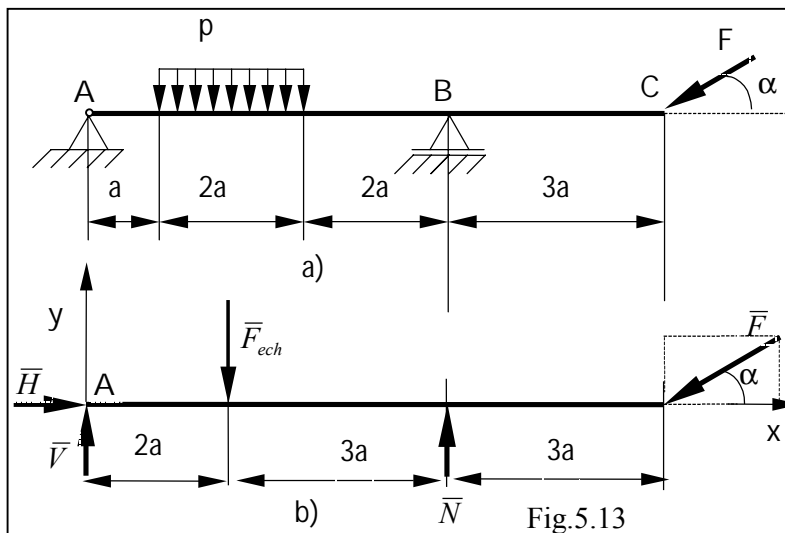 p
F
A
B
C
α
a
2a
2a
3a
a)
y
F̄ech
F̄
H̄
A
α
x
V̄
2a
3a
3a
b)
N̄
Fig.5.13